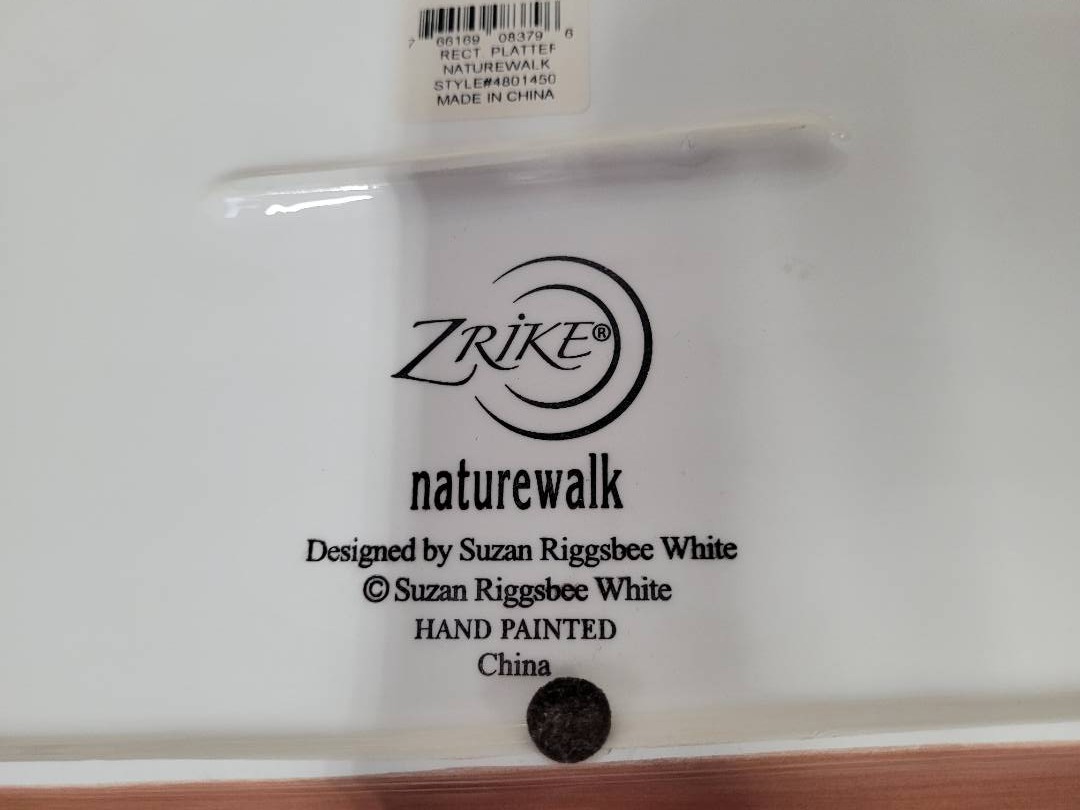 7 66169 08379 6
RECT. PLATTER
NATUREWALK
STYLE#4801450
MADE IN CHINA
ZRiKE®
naturewalk
Designed by Suzan Riggsbee White
© Suzan Riggsbee White
HAND PAINTED
China